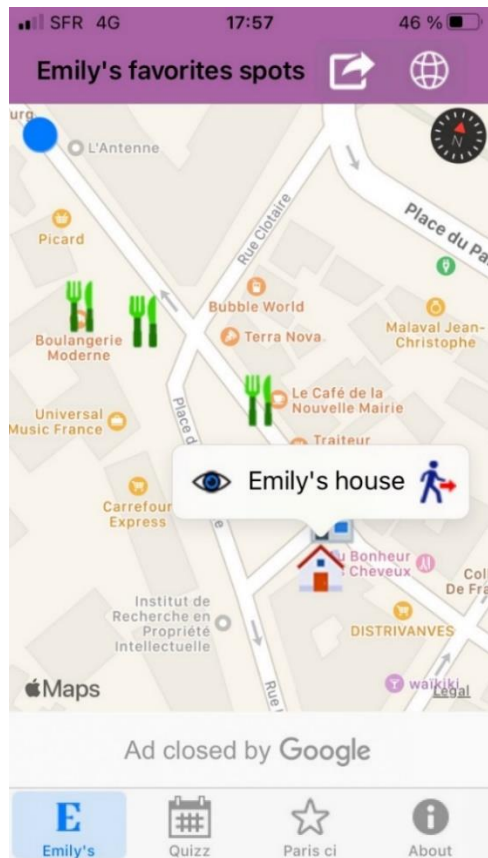 SFR 4G 17:57 46 %
Emily's favorites spots
urg
L'Antenne
N
Rue Clotaire
Place du Pa
Picard
Bubble World
Boulangerie
Moderne
Terra Nova
Malaval Jean-
Christophe
Le Café de la
Nouvelle Mairie
Universal
Music France
Place d
Traiteur
Emily's house
Carrefour
Express
e
u Bonheur
Cheveux
Col
De Fra
Institut de
Recherche en
Propriété
Intellectuelle
DISTRIVANVES
Maps
Rue
waïkiki
Legal
Ad closed by Google
E
Emily's
Quizz
Paris ci
About